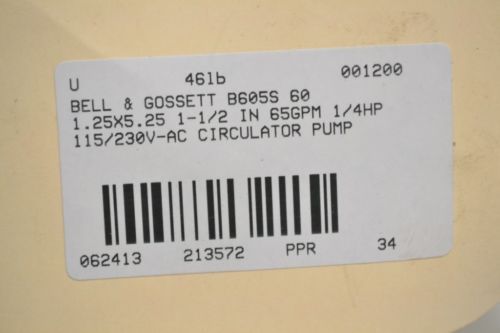 U 46lb 001200
BELL & GOSSETT B605S 60
1.25X5.25 1-1/2 IN 65GPM 1/4HP
115/230V-AC CIRCULATOR PUMP
062413 213572 PPR 34